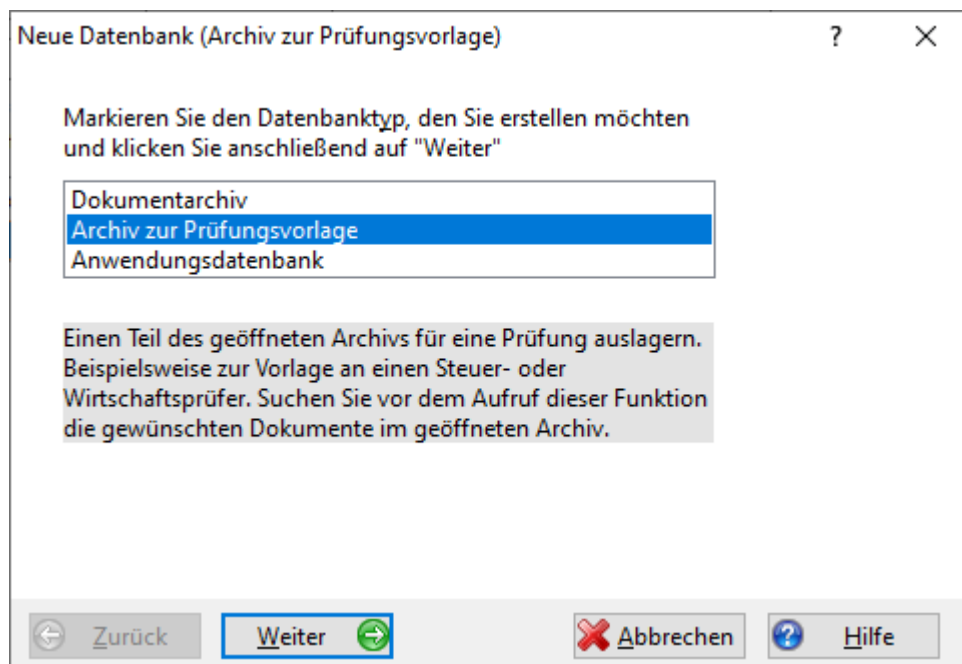 Neue Datenbank (Archiv zur Prüfungsvorlage)
?
Markieren Sie den Datenbanktyp, den Sie erstellen möchten
und klicken Sie anschließend auf "Weiter"
Dokumentarchiv
Archiv zur Prüfungsvorlage
Anwendungsdatenbank
Einen Teil des geöffneten Archivs für eine Prüfung auslagern.
Beispielsweise zur Vorlage an einen Steuer- oder
Wirtschaftsprüfer. Suchen Sie vor dem Aufruf dieser Funktion
die gewünschten Dokumente im geöffneten Archiv.
Zurück Weiter Abbrechen ? Hilfe